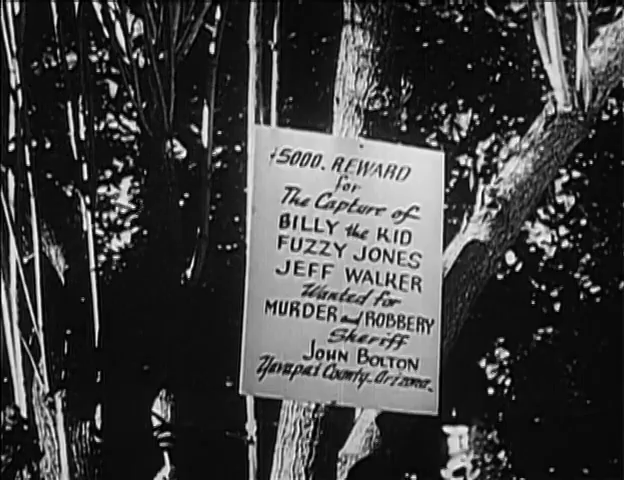 $5000. REWARD
for
The Capture of
BILLY the KID
FUZZY JONES
JEFF WALKER
Wanted for
MURDER and ROBBERY
Sheriff
JOHN BOLTON
Yavapai County-Arizona.